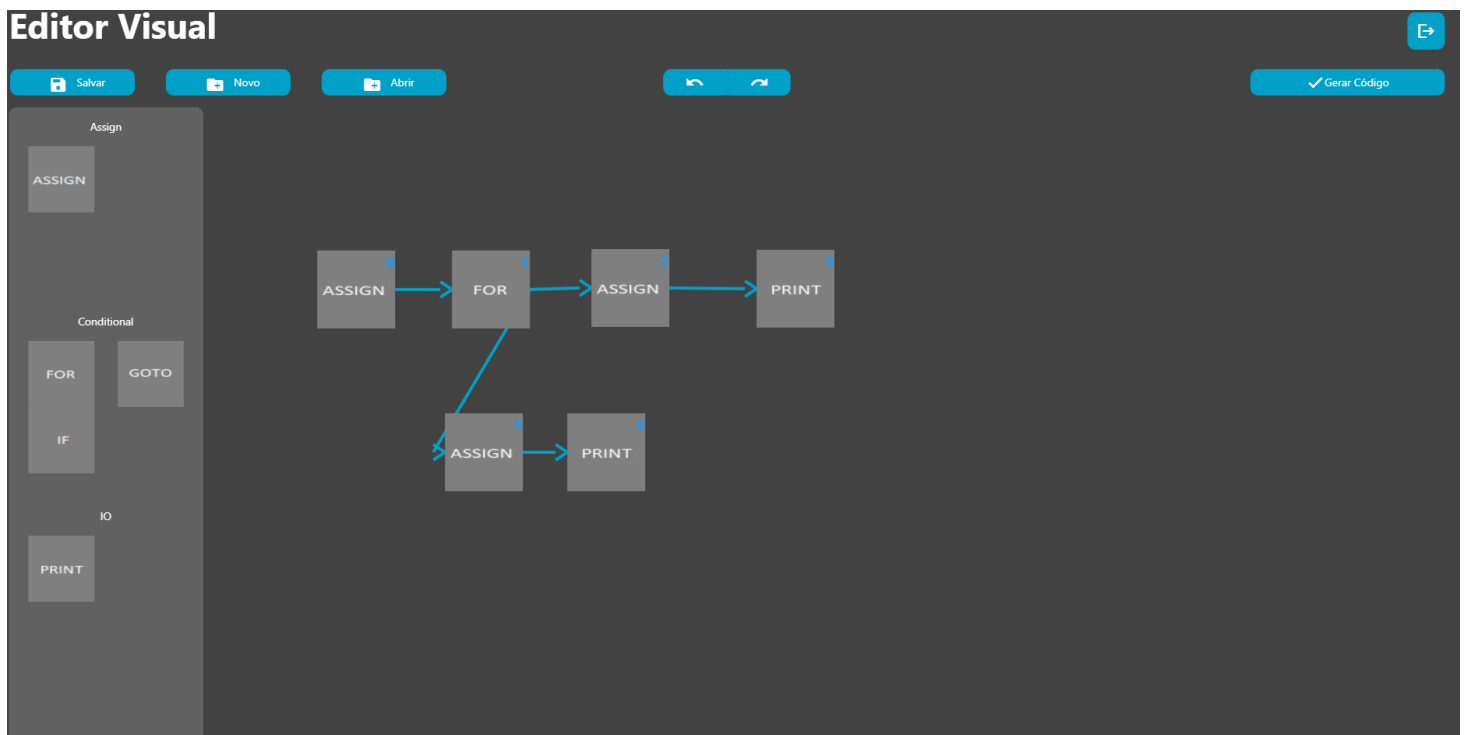 Editor Visual
Salvar
Novo
Abrir
Gerar Código
Assign
ASSIGN
Conditional
FOR
GOTO
IF
IO
PRINT
0
ASSIGN
1
FOR
2
ASSIGN
3
PRINT
5
ASSIGN
6
PRINT